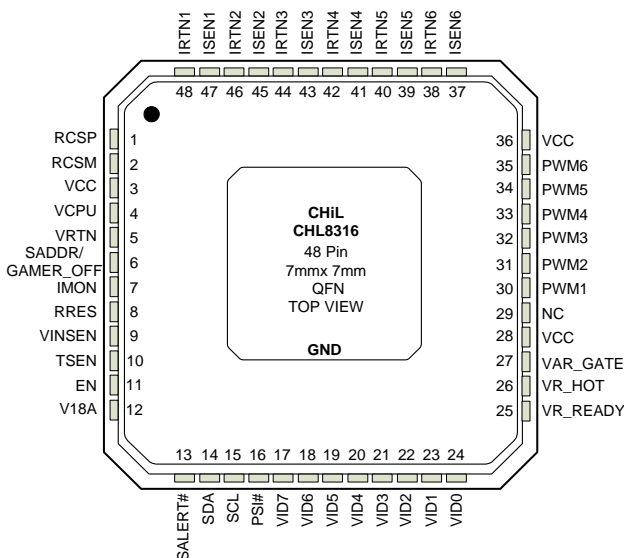 IRTN1
ISEN1
IRTN2
ISEN2
IRTN3
ISEN3
IRTN4
ISEN4
IRTN5
ISEN5
IRTN6
ISEN6
48 47 46 45 44 43 42 41 40 39 38 37
RCSP 1
RCSM 2
VCC 3
VCPU 4
VRTN 5
SADDR/
GAMER_OFF 6
IMON 7
RRES 8
VINSEN 9
TSEN 10
EN 11
V18A 12
CHiL
CHL8316
48 Pin
7mmx 7mm
QFN
TOP VIEW
GND
36 VCC
35 PWM6
34 PWM5
33 PWM4
32 PWM3
31 PWM2
30 PWM1
29 NC
28 VCC
27 VAR_GATE
26 VR_HOT
25 VR_READY
13 14 15 16 17 18 19 20 21 22 23 24
SALERT#
SDA
SCL
PSI#
VID7
VID6
VID5
VID4
VID3
VID2
VID1
VID0